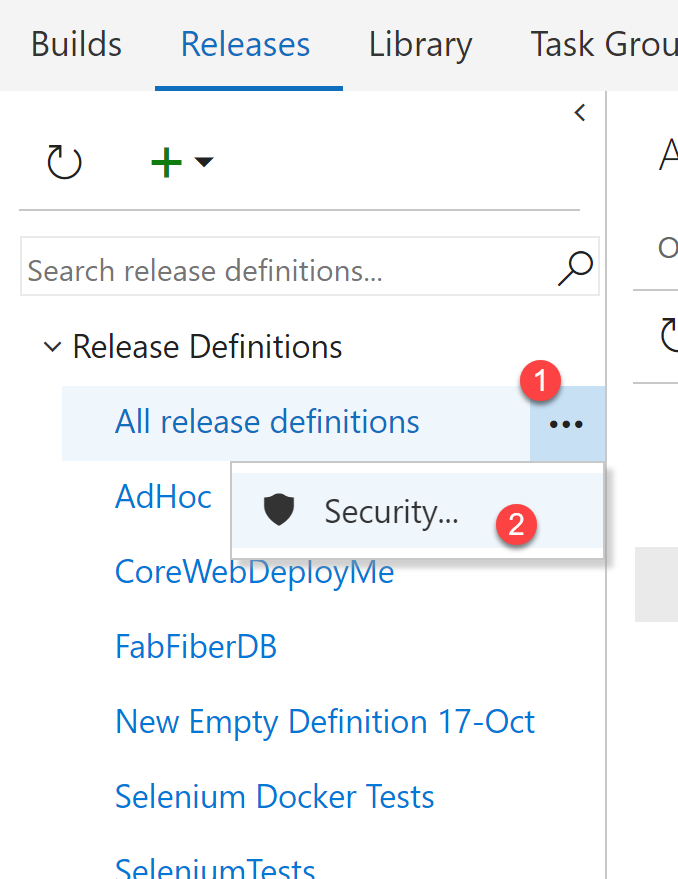 Builds Releases Library Task Grou
A
Search release definitions...
O
Release Definitions
1
All release definitions
AdHoc
Security...
2
CoreWebDeployMe
FabFiberDB
New Empty Definition 17-Oct
Selenium Docker Tests
SeleniumTests